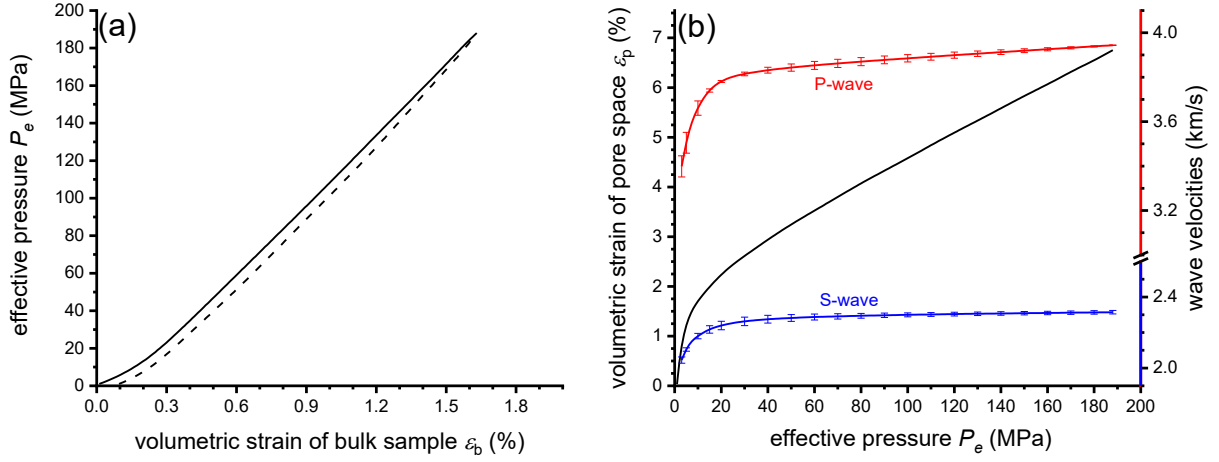 (a)
effective pressure Pe (MPa)
200
180
160
140
120
100
80
60
40
20
0
0.0 0.3 0.6 0.9 1.2 1.5 1.8
volumetric strain of bulk sample εb (%)
(b)
volumetric strain of pore space εp (%)
7
6
5
4
3
2
1
0
P-wave
S-wave
0 20 40 60 80 100 120 140 160 180 200
effective pressure Pe (MPa)
4.0
3.6
3.2
2.4
2.0
wave velocities (km/s)